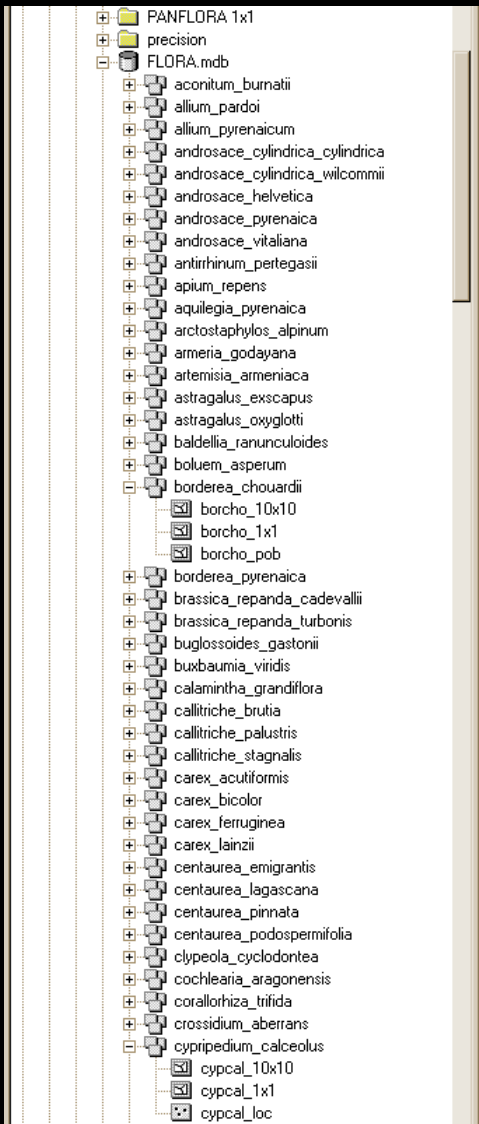 PANFLORA 1x1
precision
FLORA.mdb
aconitum_burnatii
allium_pardoi
allium_pyrenaicum
androsace_cylindrica_cylindrica
androsace_cylindrica_wilcommii
androsace_helvetica
androsace_pyrenaica
androsace_vitaliana
antirrhinum_pertegasii
apium_repens
aquilegia_pyrenaica
arctostaphylos_alpinum
armeria_godayana
artemisia_armeniaca
astragalus_exscapus
astragalus_oxyglotti
baldellia_ranunculoides
boluem_asperum
borderea_chouardii
borcho_10x10
borcho_1x1
borcho_pob
borderea_pyrenaica
brassica_repanda_cadevallii
brassica_repanda_turbonis
buglossoides_gastonii
buxbaumia_viridis
calamintha_grandiflora
callitriche_brutia
callitriche_palustris
callitriche_stagnalis
carex_acutiformis
carex_bicolor
carex_ferruginea
carex_lainzii
centaurea_emigrantis
centaurea_lagascana
centaurea_pinnata
centaurea_podospermifolia
clypeola_cyclodontea
cochlearia_aragonensis
corallorhiza_trifida
crossidium_aberrans
cypripedium_calceolus
cypcal_10x10
cypcal_1x1
cypcal_loc